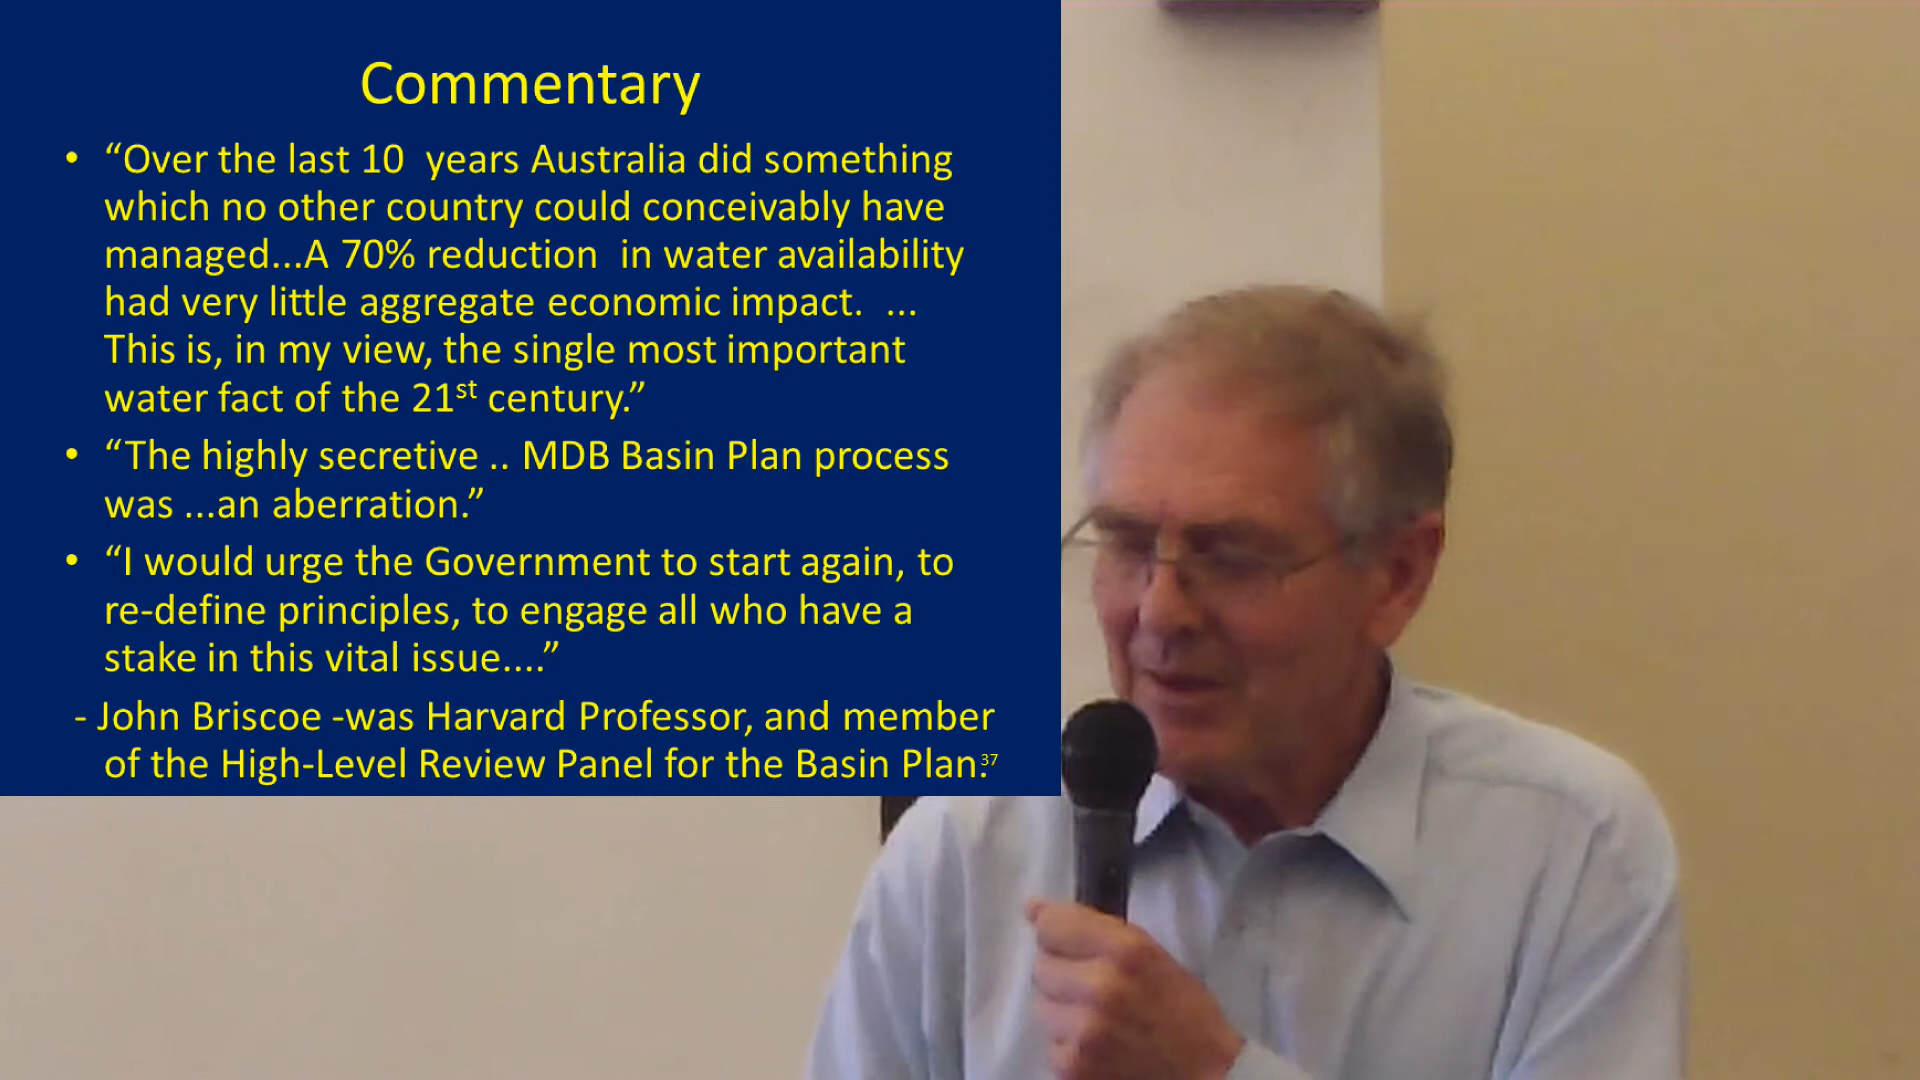 Commentary
• “Over the last 10  years Australia did something
which no other country could conceivably have
managed...A 70% reduction  in water availability
had very little aggregate economic impact.  ...
This is, in my view, the single most important
water fact of the 21st century.”
• “The highly secretive .. MDB Basin Plan process
was ...an aberration.”
• “I would urge the Government to start again, to
re-define principles, to engage all who have a
stake in this vital issue....”
- John Briscoe -was Harvard Professor, and member
of the High-Level Review Panel for the Basin Plan.
37